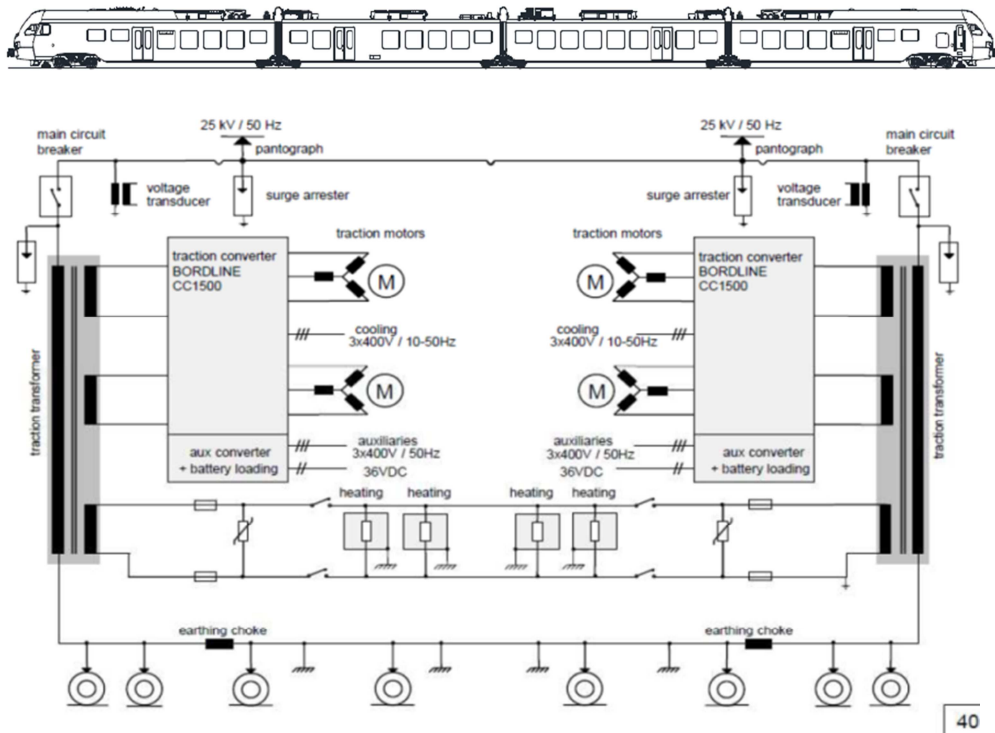 25 kV / 50 Hz
25 kV / 50 Hz
main circuit
breaker
pantograph
pantograph
main circuit
breaker
voltage
transducer
surge arrester
surge arrester
voltage
transducer
traction converter
BORDLINE
CC1500
traction motors
traction motors
traction converter
BORDLINE
CC1500
M
M
cooling
3x400V / 10-50Hz
cooling
3x400V / 10-50Hz
traction transformer
traction transformer
M
M
aux converter
+ battery loading
auxiliaries
3x400V / 50Hz
36VDC
auxiliaries
3x400V / 50Hz
36VDC
aux converter
+ battery loading
heating
heating
heating
heating
earthing choke
earthing choke
40